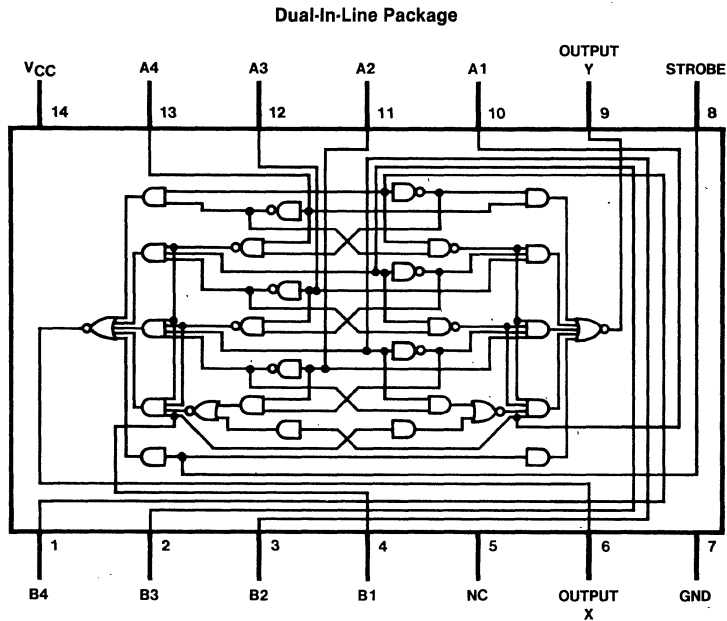 Dual-In-Line Package
VCC A4 A3 A2 A1 OUTPUT Y STROBE
14 13 12 11 10 9 8
1 2 3 4 5 6 7
B4 B3 B2 B1 NC OUTPUT X GND